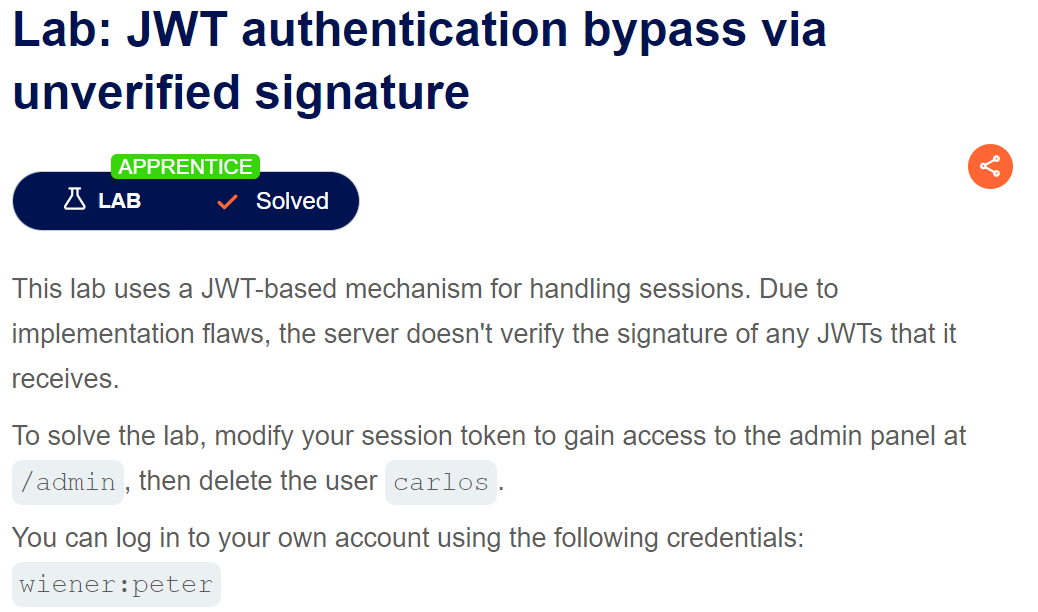 Lab: JWT authentication bypass via
unverified signature
APPRENTICE
LAB
Solved
This lab uses a JWT-based mechanism for handling sessions. Due to
implementation flaws, the server doesn't verify the signature of any JWTs that it
receives.
To solve the lab, modify your session token to gain access to the admin panel at
/admin, then delete the user carlos.
You can log in to your own account using the following credentials:
wiener:peter